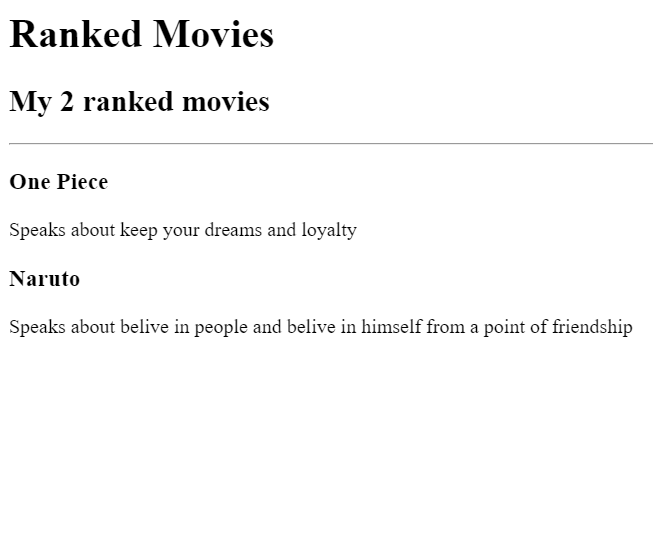 Ranked Movies
My 2 ranked movies
One Piece
Speaks about keep your dreams and loyalty
Naruto
Speaks about belive in people and belive in himself from a point of friendship